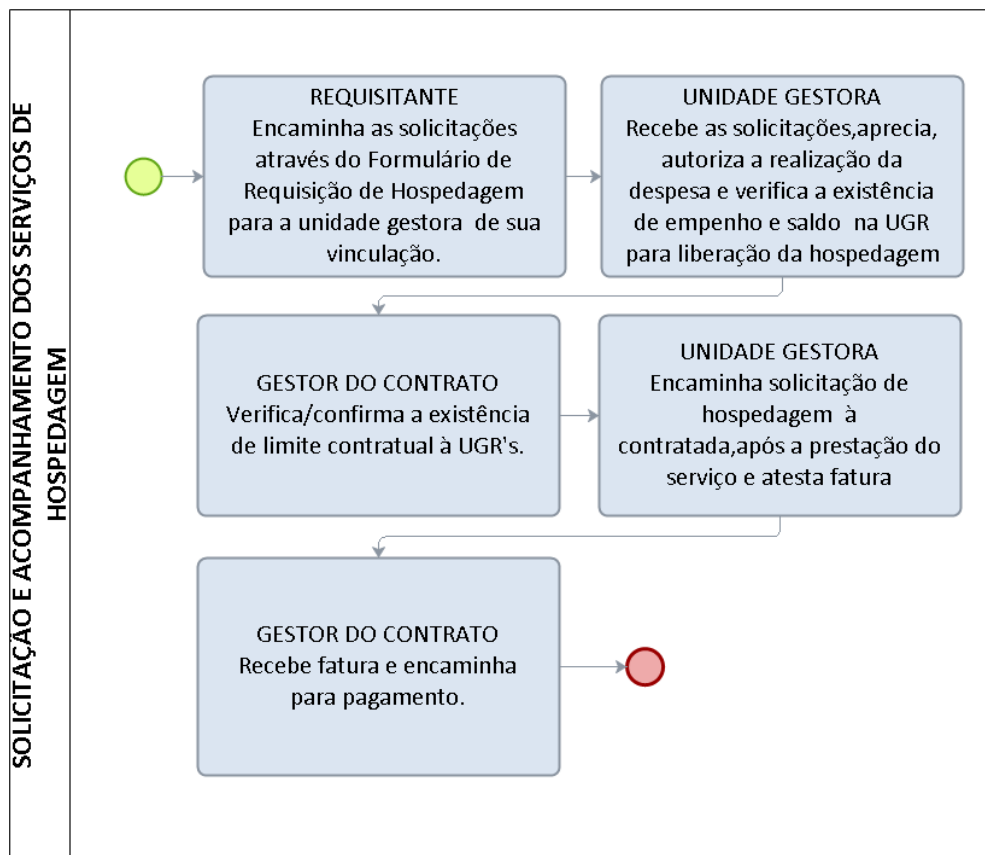 SOLICITAÇÃO E ACOMPANHAMENTO DOS SERVIÇOS DE
HOSPEDAGEM
REQUISITANTE
Encaminha as solicitações
através do Formulário de
Requisição de Hospedagem
para a unidade gestora  de sua
vinculação.
UNIDADE GESTORA
Recebe as solicitações,aprecia,
autoriza a realização da
despesa e verifica a existência
de empenho e saldo  na UGR
para liberação da hospedagem
GESTOR DO CONTRATO
Verifica/confirma a existência
de limite contratual à UGR's.
UNIDADE GESTORA
Encaminha solicitação de
hospedagem  à
contratada,após a prestação do
serviço e atesta fatura
GESTOR DO CONTRATO
Recebe fatura e encaminha
para pagamento.